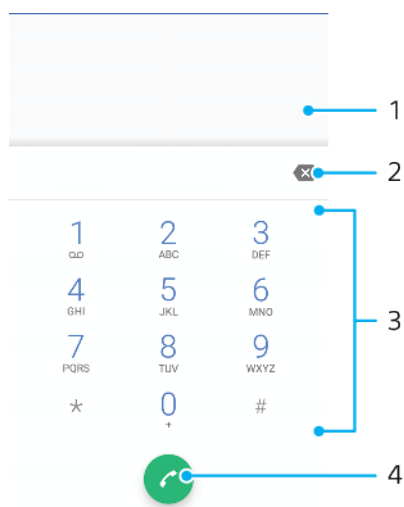 1
2
1 2 3
ABC DEF
4 5 6
GHI JKL MNO
3
7 8 9
PQRS TUV WXYZ
* 0 #
+
4